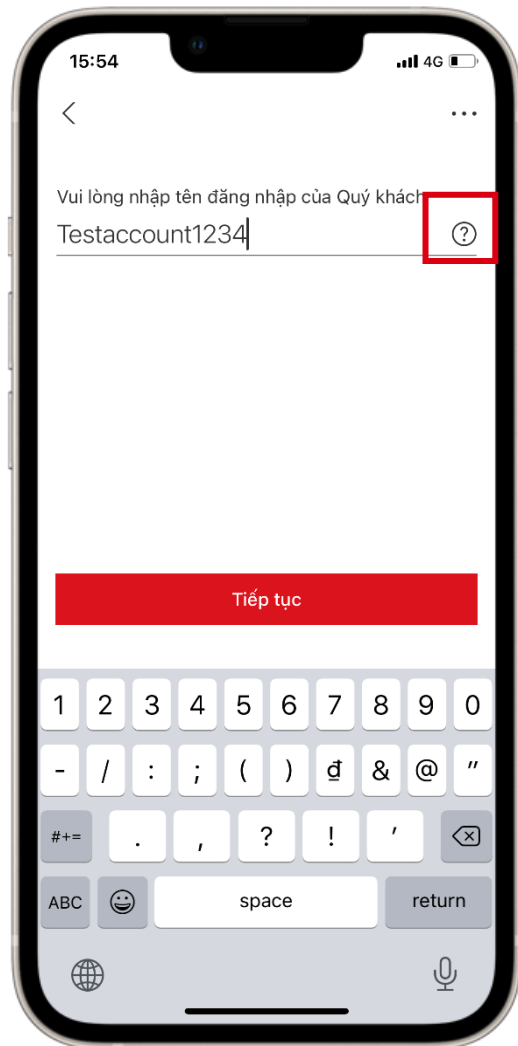 15:54 4G
Vui lòng nhập tên đăng nhập của Quý khách
Testaccount1234 ?
Tiếp tục
1 2 3 4 5 6 7 8 9 0
- / : ; ( ) đ & @ "
#+= . , ? ! '
ABC space return